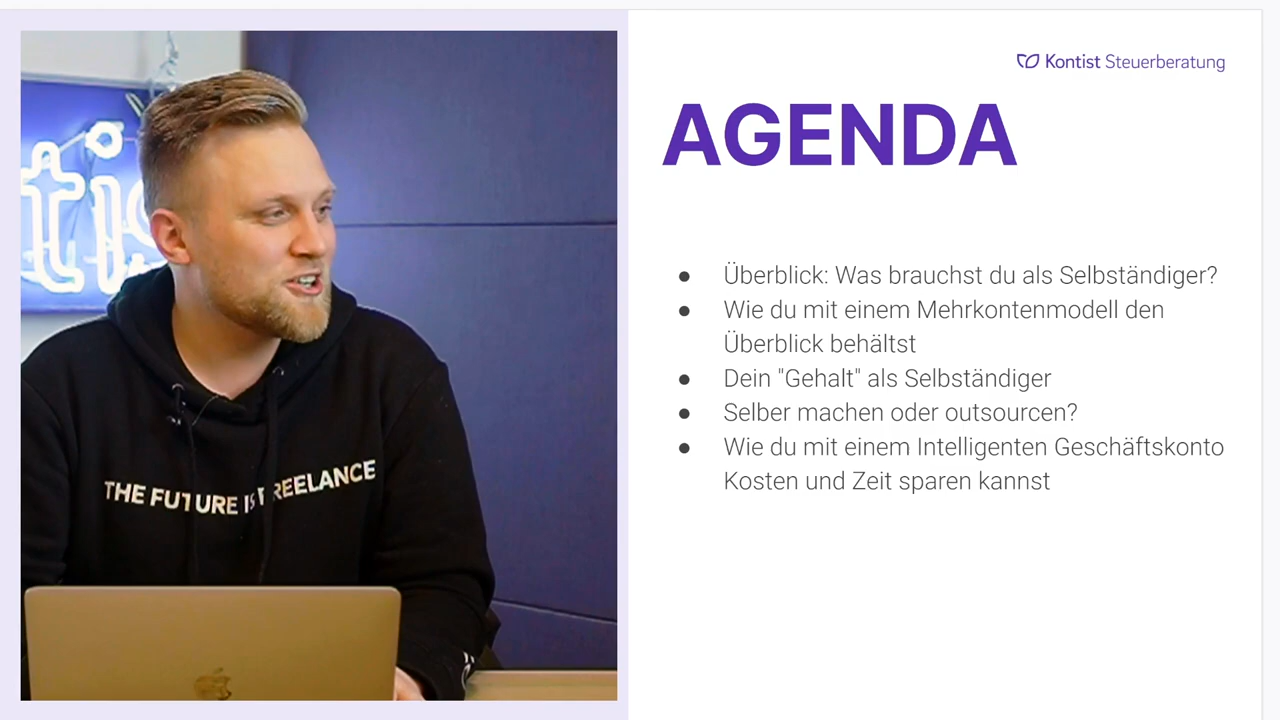 Kontist Steuerberatung
AGENDA
● Überblick: Was brauchst du als Selbständiger?
● Wie du mit einem Mehrkontenmodell den
Überblick behältst
● Dein "Gehalt" als Selbständiger
● Selber machen oder outsourcen?
● Wie du mit einem Intelligenten Geschäftskonto
Kosten und Zeit sparen kannst
ti
THE FUTURE IS FREELANCE